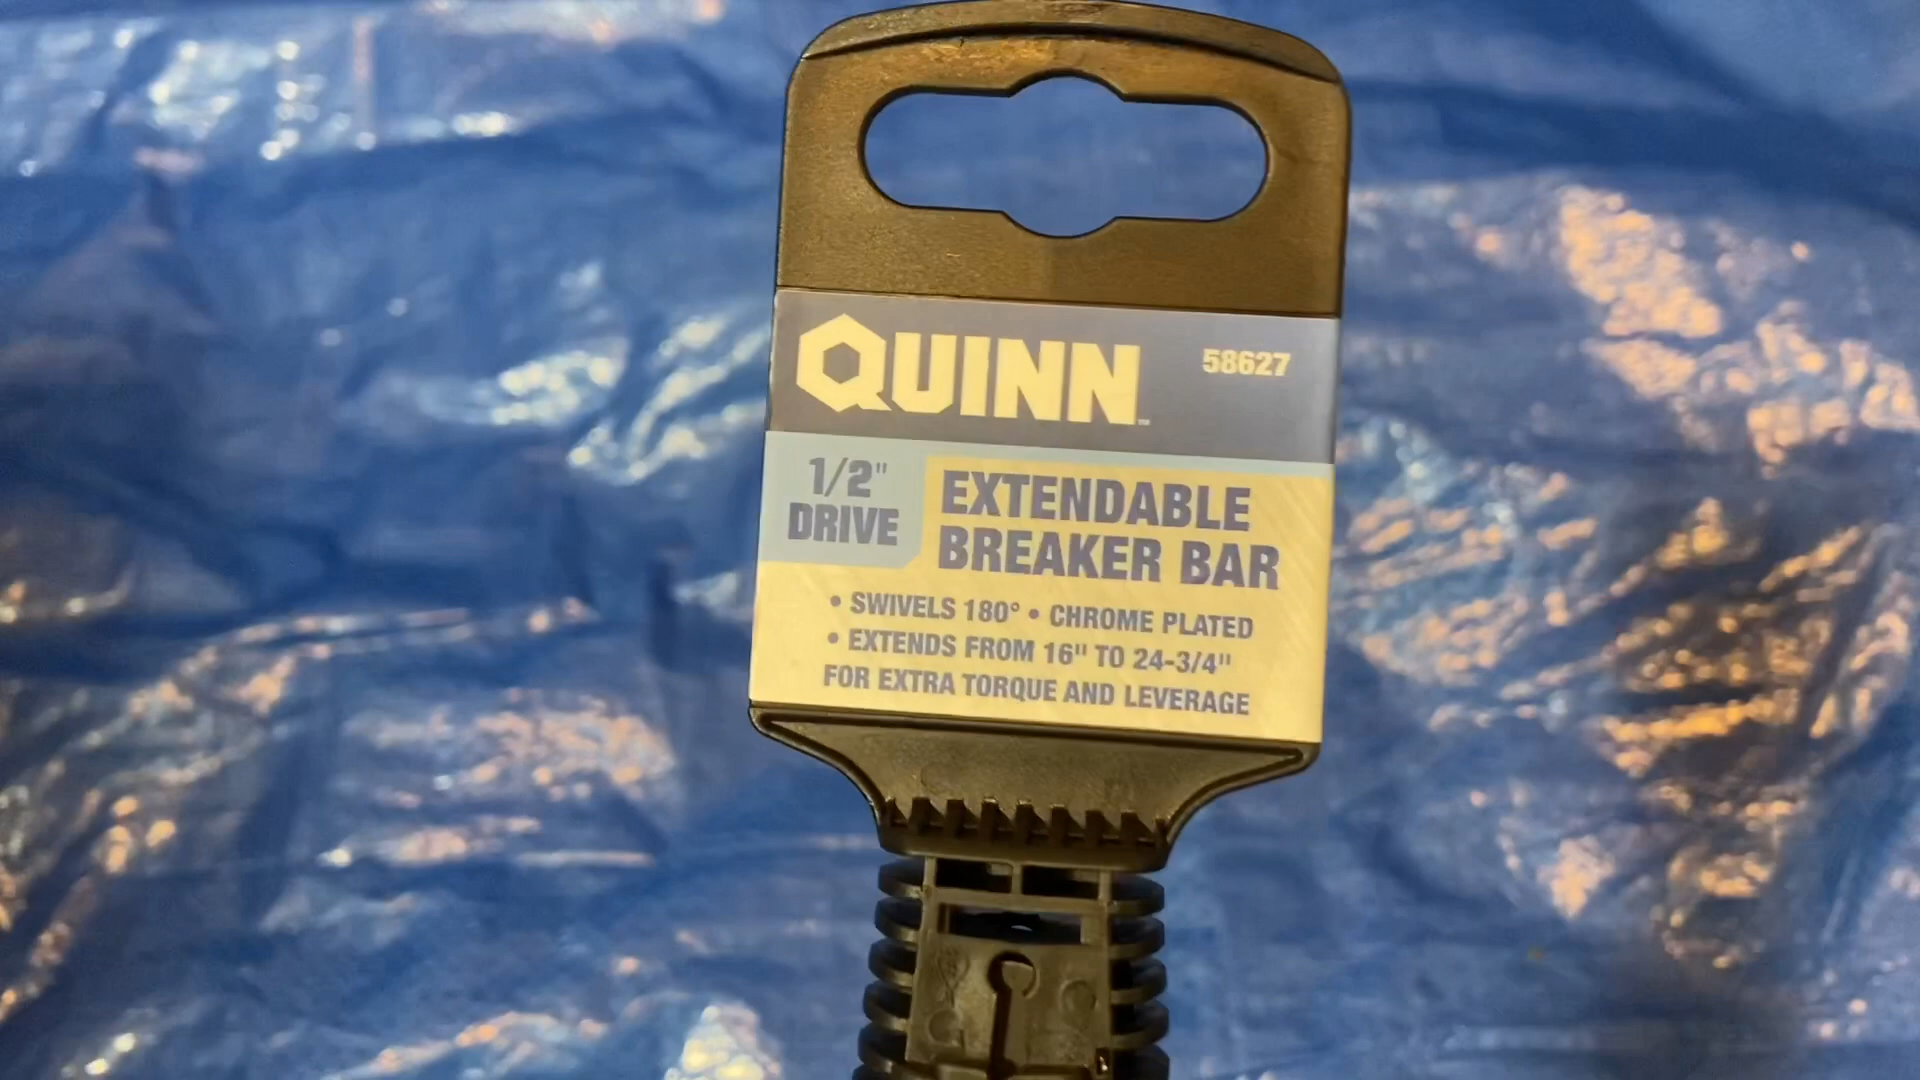 QUINN™ 58627
1/2" DRIVE
EXTENDABLE BREAKER BAR
• SWIVELS 180° • CHROME PLATED
• EXTENDS FROM 16" TO 24-3/4"
FOR EXTRA TORQUE AND LEVERAGE